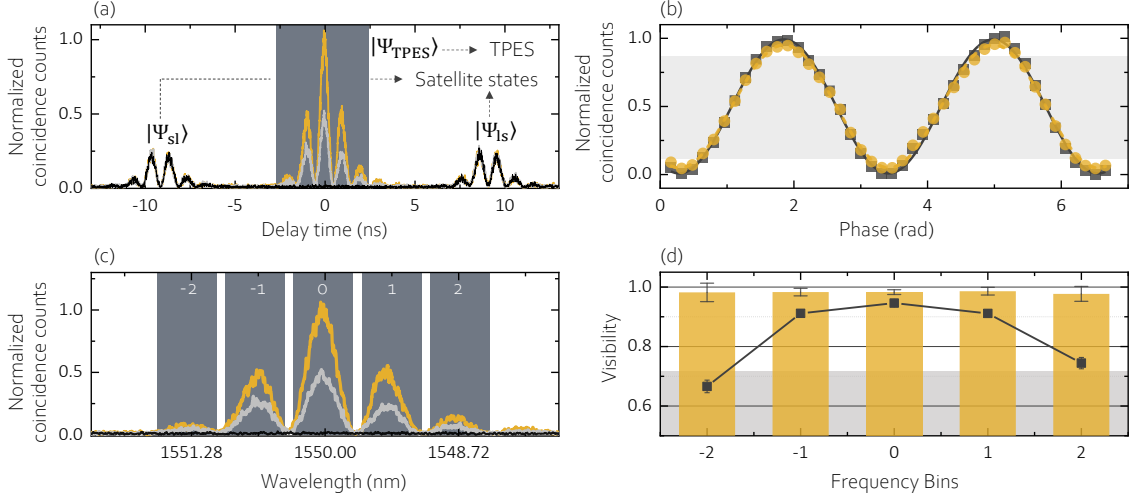 (a)
Normalized
coincidence counts
1.0
0.5
0.0
|Ψ_TPES⟩
TPES
Satellite states
|Ψ_sl⟩
|Ψ_ls⟩
-10
-5
0
5
10
Delay time (ns)
(b)
Normalized
coincidence counts
1.0
0.5
0.0
0
2
4
6
Phase (rad)
(c)
Normalized
coincidence counts
1.0
0.5
0.0
-2
-1
0
1
2
1551.28
1550.00
1548.72
Wavelength (nm)
(d)
Visibility
1.0
0.8
0.6
-2
-1
0
1
2
Frequency Bins